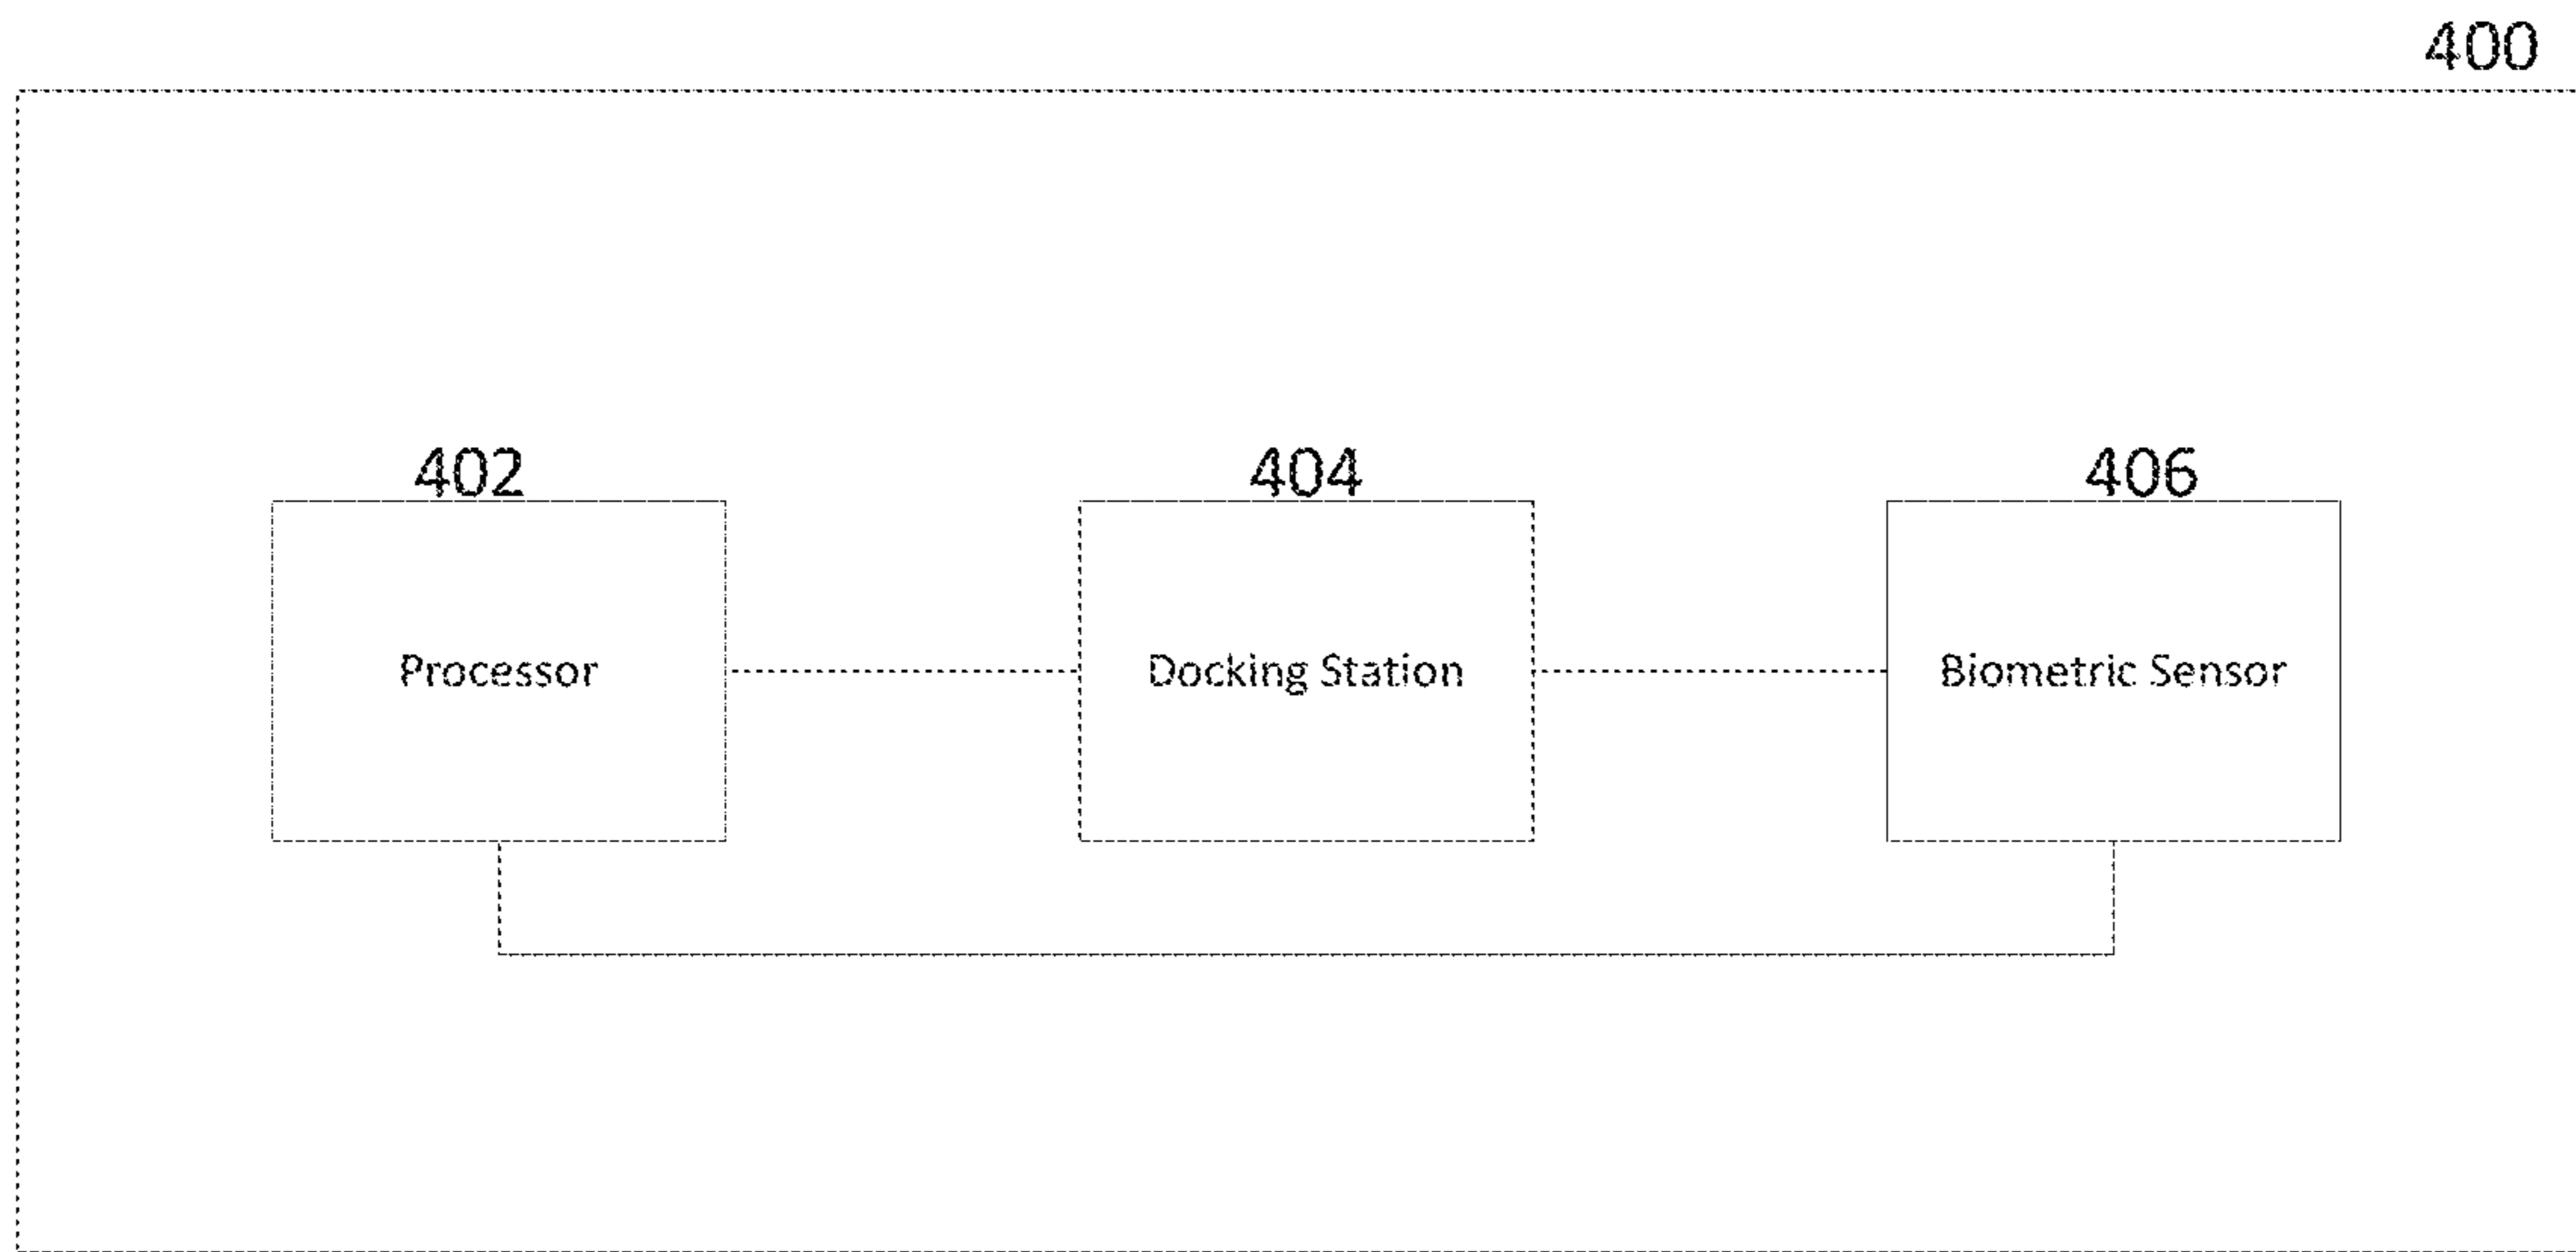 400
402
404
406
Processor
Docking Station
Biometric Sensor